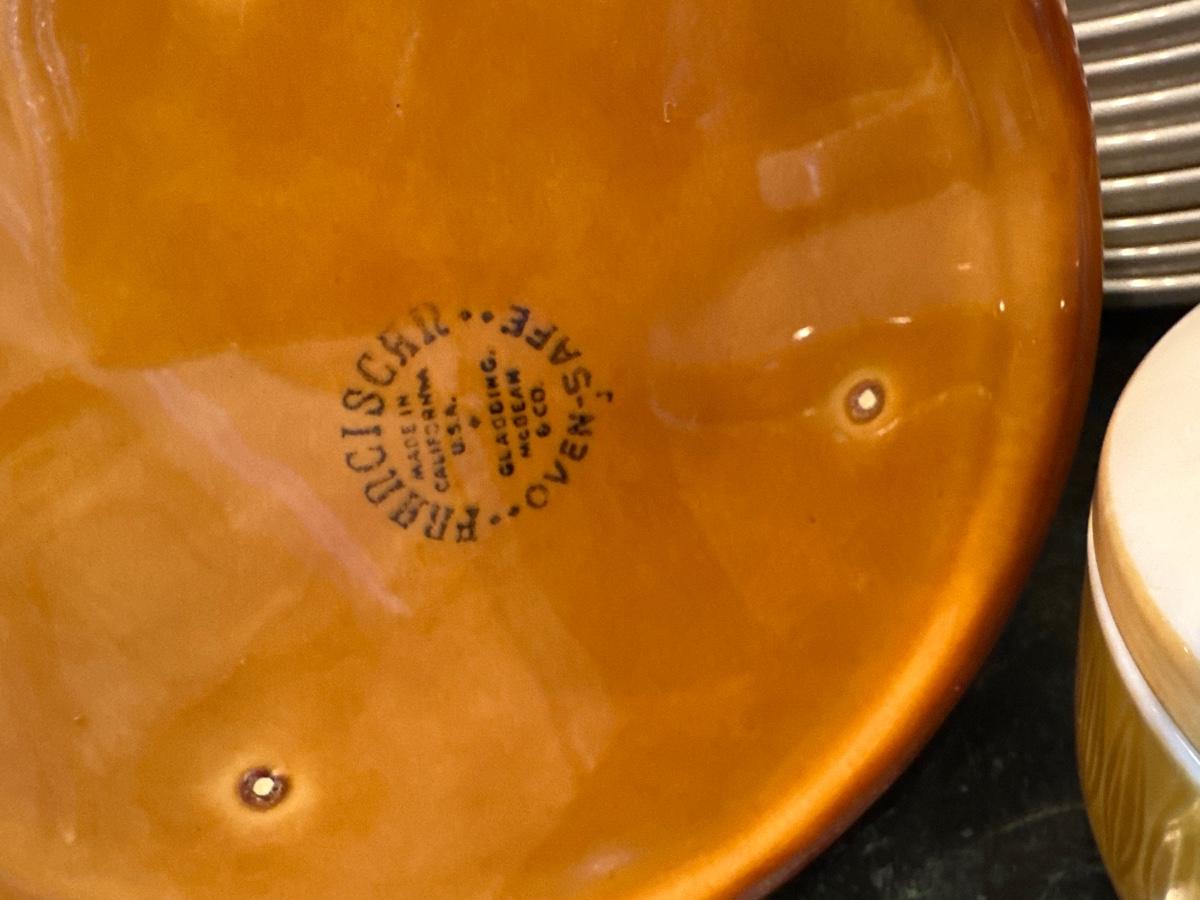 FRANCISCAN
MADE IN
CALIFORNIA
U.S.A.
GLADDING,
McBEAN
& CO.
OVEN-SAFE